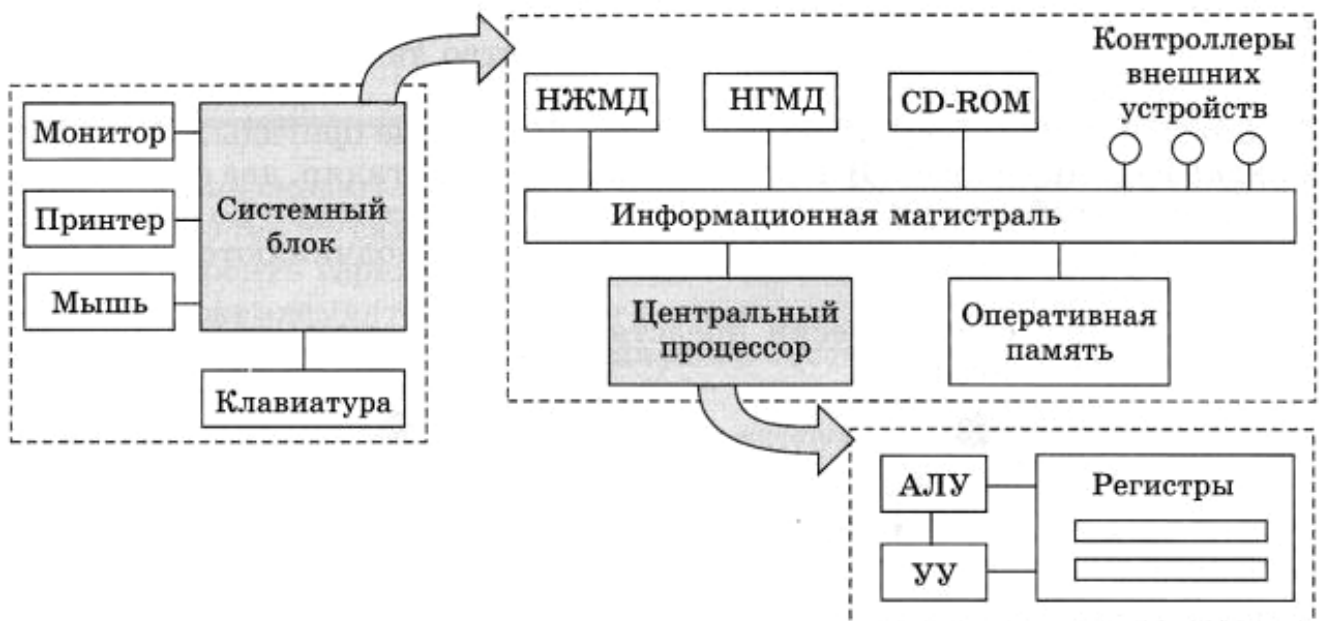 Монитор
Принтер
Мышь
Системный
блок
Клавиатура
НЖМД
НГМД
CD-ROM
Контроллеры
внешних
устройств
Информационная магистраль
Центральный
процессор
Оперативная
память
АЛУ
УУ
Регистры